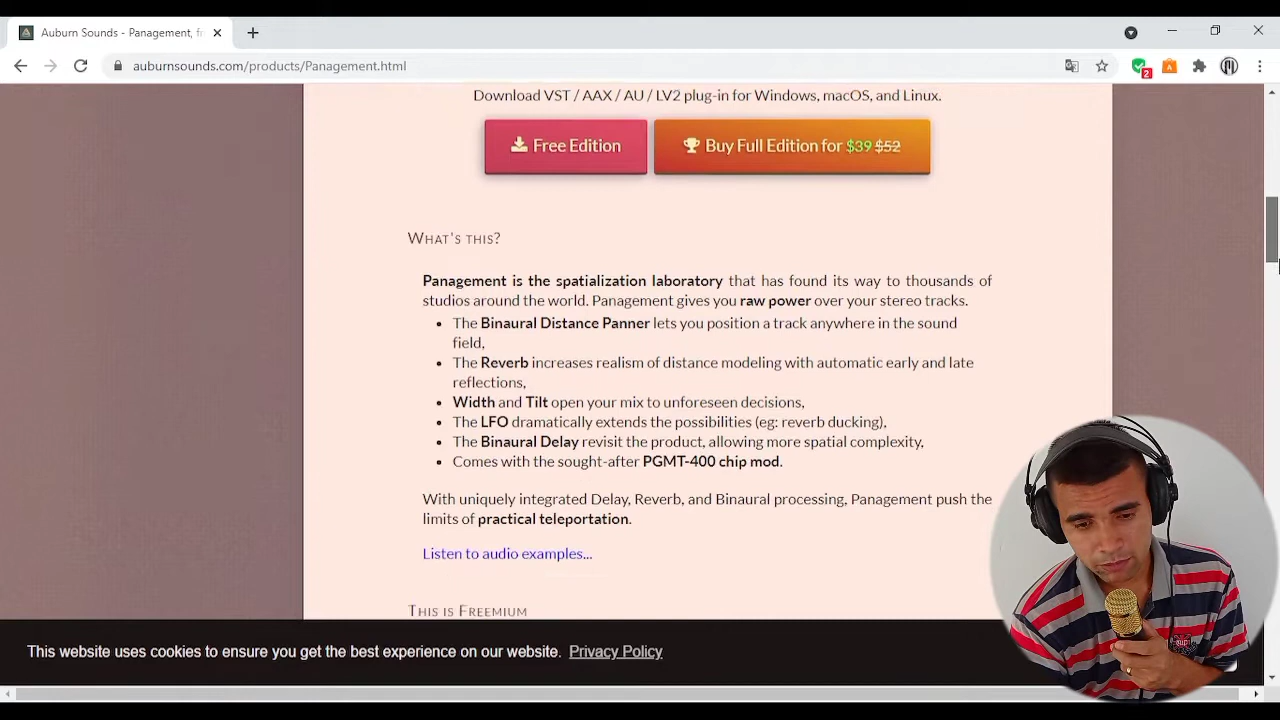 Auburn Sounds - Panagement, fr
auburnsounds.com/products/Panagement.html
2
Download VST / AAX / AU / LV2 plug-in for Windows, macOS, and Linux.
Free Edition
Buy Full Edition for $39 $52
What's this?
Panagement is the spatialization laboratory that has found its way to thousands of
studios around the world. Panagement gives you raw power over your stereo tracks.
• The Binaural Distance Panner lets you position a track anywhere in the sound
field,
• The Reverb increases realism of distance modeling with automatic early and late
reflections,
• Width and Tilt open your mix to unforeseen decisions,
• The LFO dramatically extends the possibilities (eg: reverb ducking),
• The Binaural Delay revisit the product, allowing more spatial complexity,
• Comes with the sought-after PGMT-400 chip mod.
With uniquely integrated Delay, Reverb, and Binaural processing, Panagement push the
limits of practical teleportation.
Listen to audio examples...
This is Freemium
This website uses cookies to ensure you get the best experience on our website. Privacy Policy